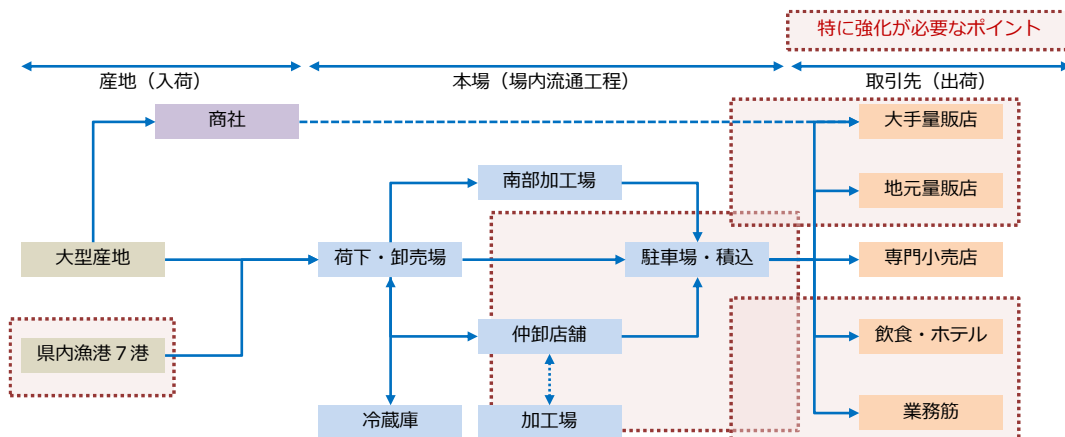 特に強化が必要なポイント
産地（入荷）
本場（場内流通工程）
取引先（出荷）
商社
大手量販店
南部加工場
地元量販店
大型産地
荷下・卸売場
駐車場・積込
専門小売店
県内漁港７港
仲卸店舗
飲食・ホテル
冷蔵庫
加工場
業務筋